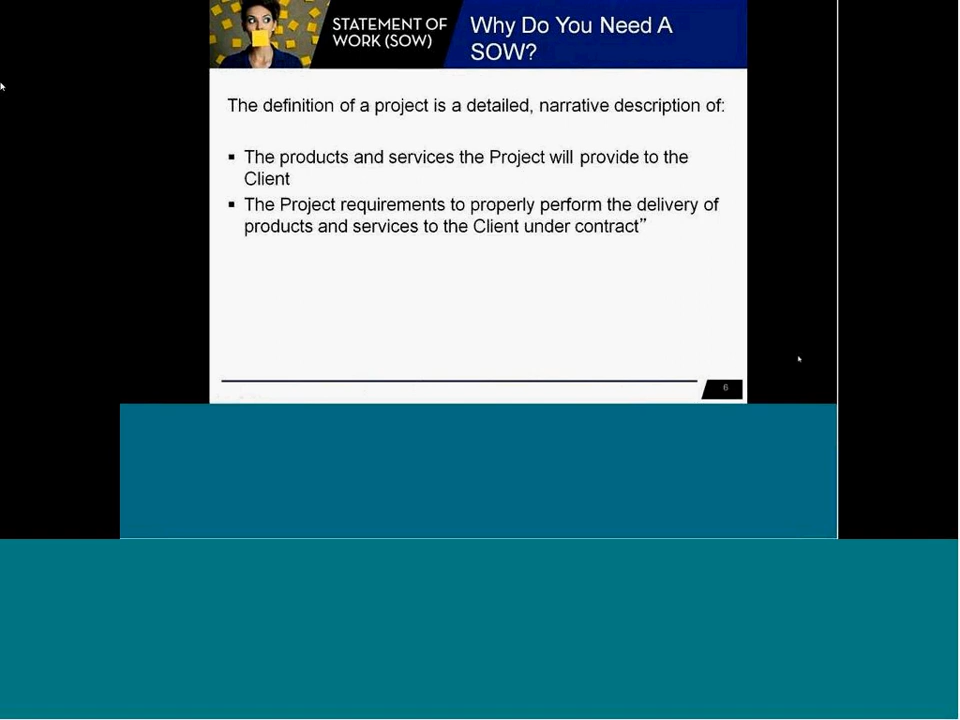 STATEMENT OF
WORK (SOW)
Why Do You Need A
SOW?
The definition of a project is a detailed, narrative description of:
▪ The products and services the Project will provide to the
Client
▪ The Project requirements to properly perform the delivery of
products and services to the Client under contract”
6